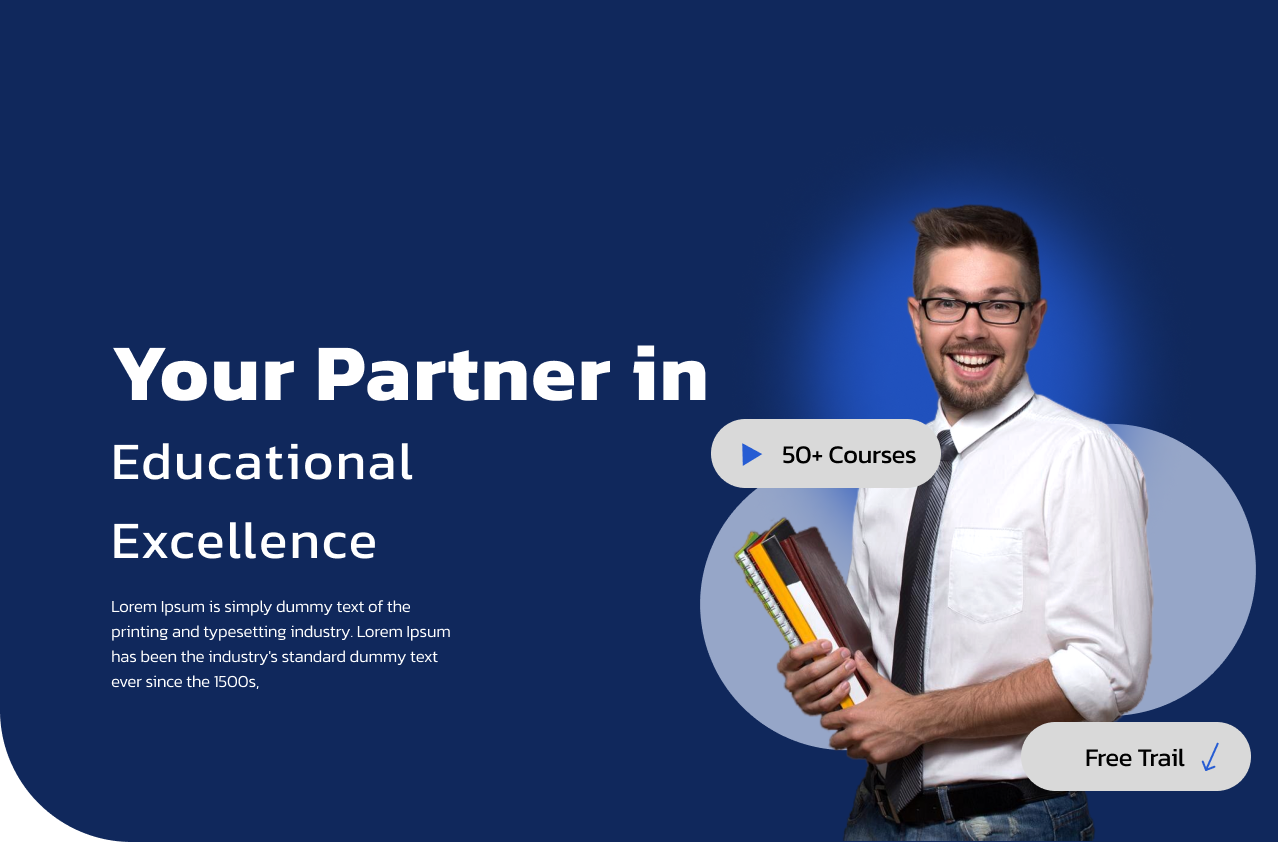 Your Partner in
Educational
Excellence
Lorem Ipsum is simply dummy text of the
printing and typesetting industry. Lorem Ipsum
has been the industry's standard dummy text
ever since the 1500s,
50+ Courses
Free Trail